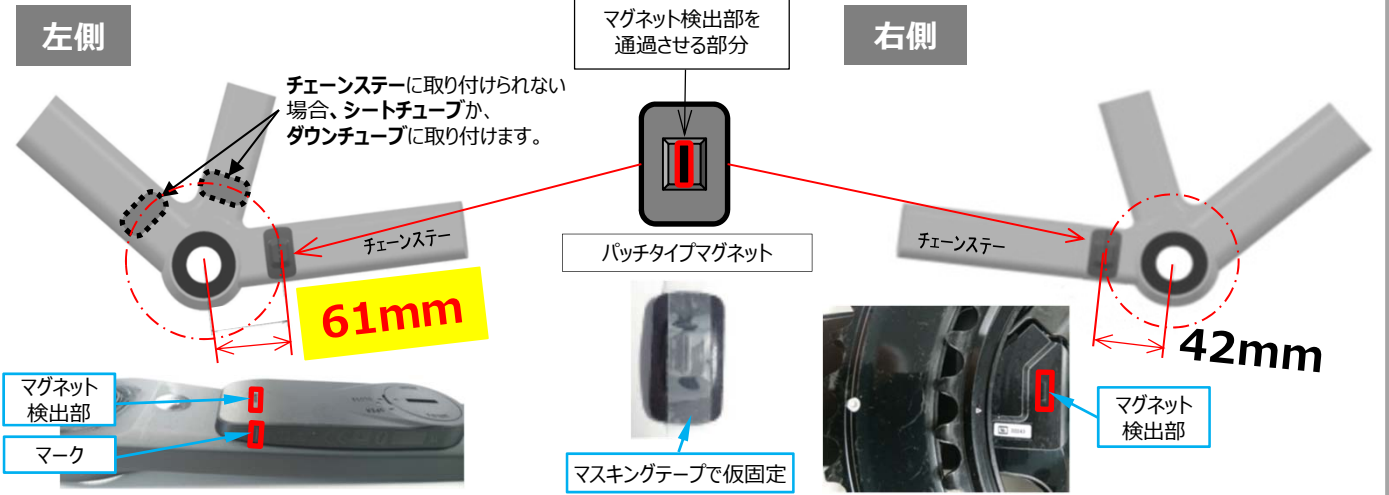 左側
マグネット検出部を
通過させる部分
右側
チェーンステーに取り付けられない
場合、シートチューブか、
ダウンチューブに取り付けます。
チェーンステー
チェーンステー
パッチタイプマグネット
61mm
42mm
マグネット
検出部
マーク
マスキングテープで仮固定
マグネット
検出部